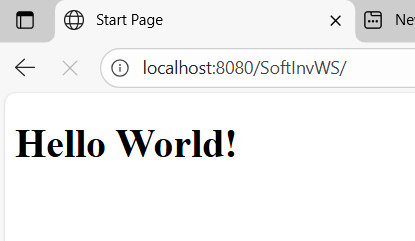 Start Page
Ne
localhost:8080/SoftInvWS/
Hello World!